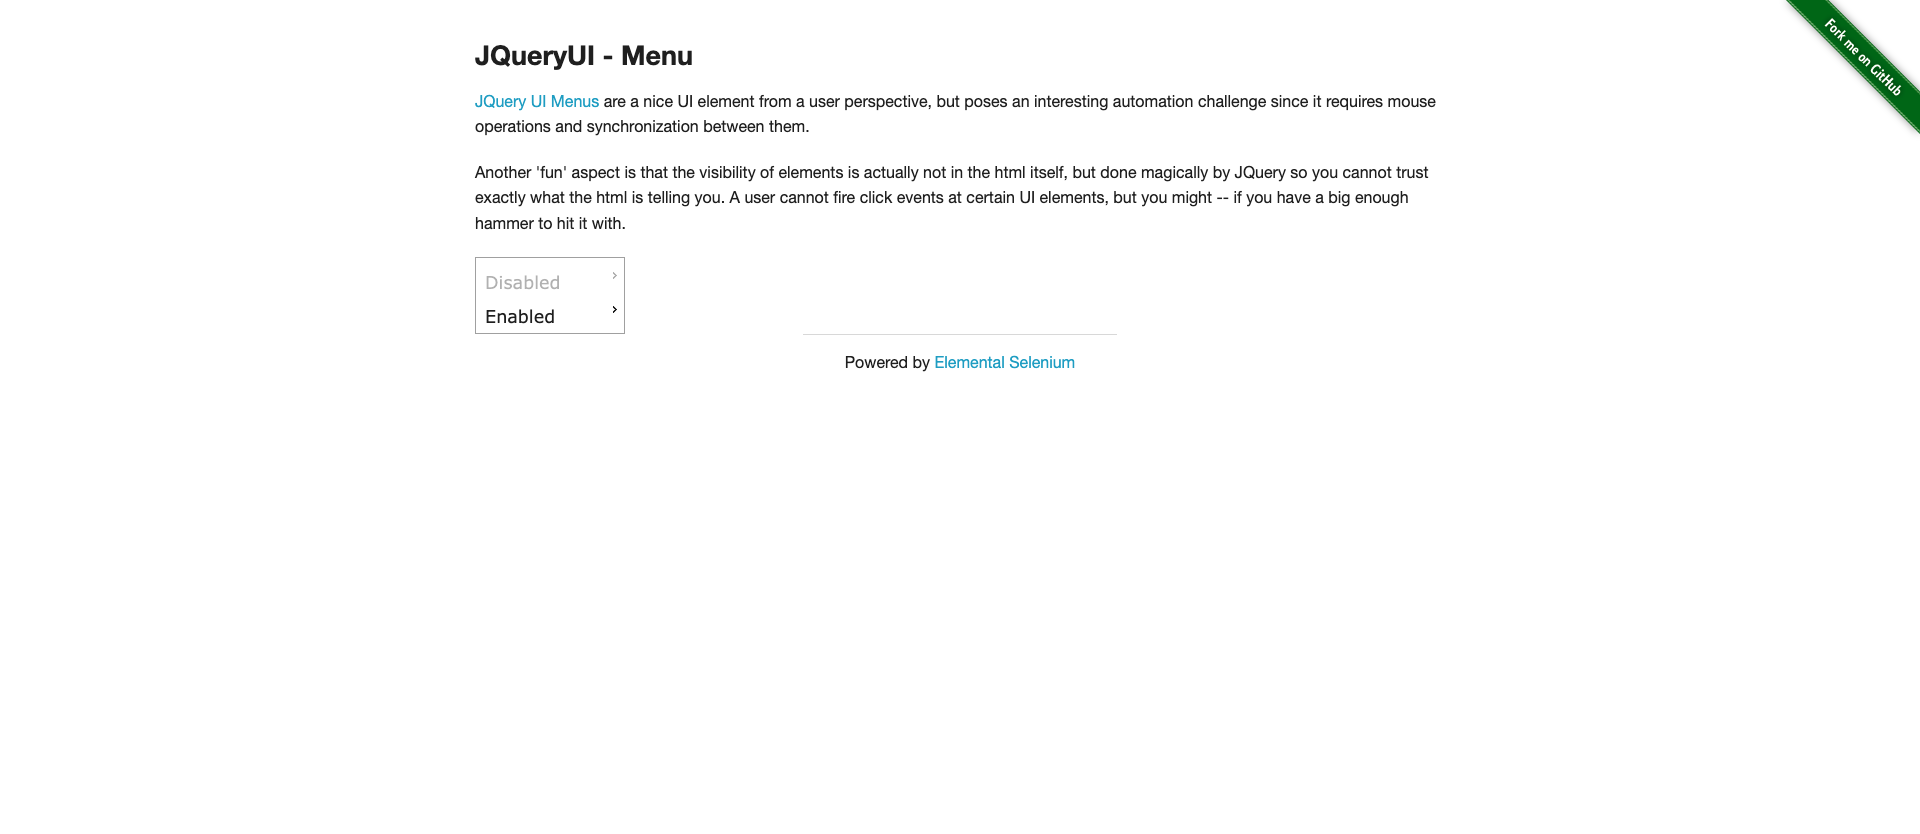 JQueryUI - Menu
JQuery UI Menus are a nice UI element from a user perspective, but poses an interesting automation challenge since it requires mouse
operations and synchronization between them.
Another 'fun' aspect is that the visibility of elements is actually not in the html itself, but done magically by JQuery so you cannot trust
exactly what the html is telling you. A user cannot fire click events at certain UI elements, but you might -- if you have a big enough
hammer to hit it with.
Disabled
Enabled
Powered by Elemental Selenium
Fork me on GitHub